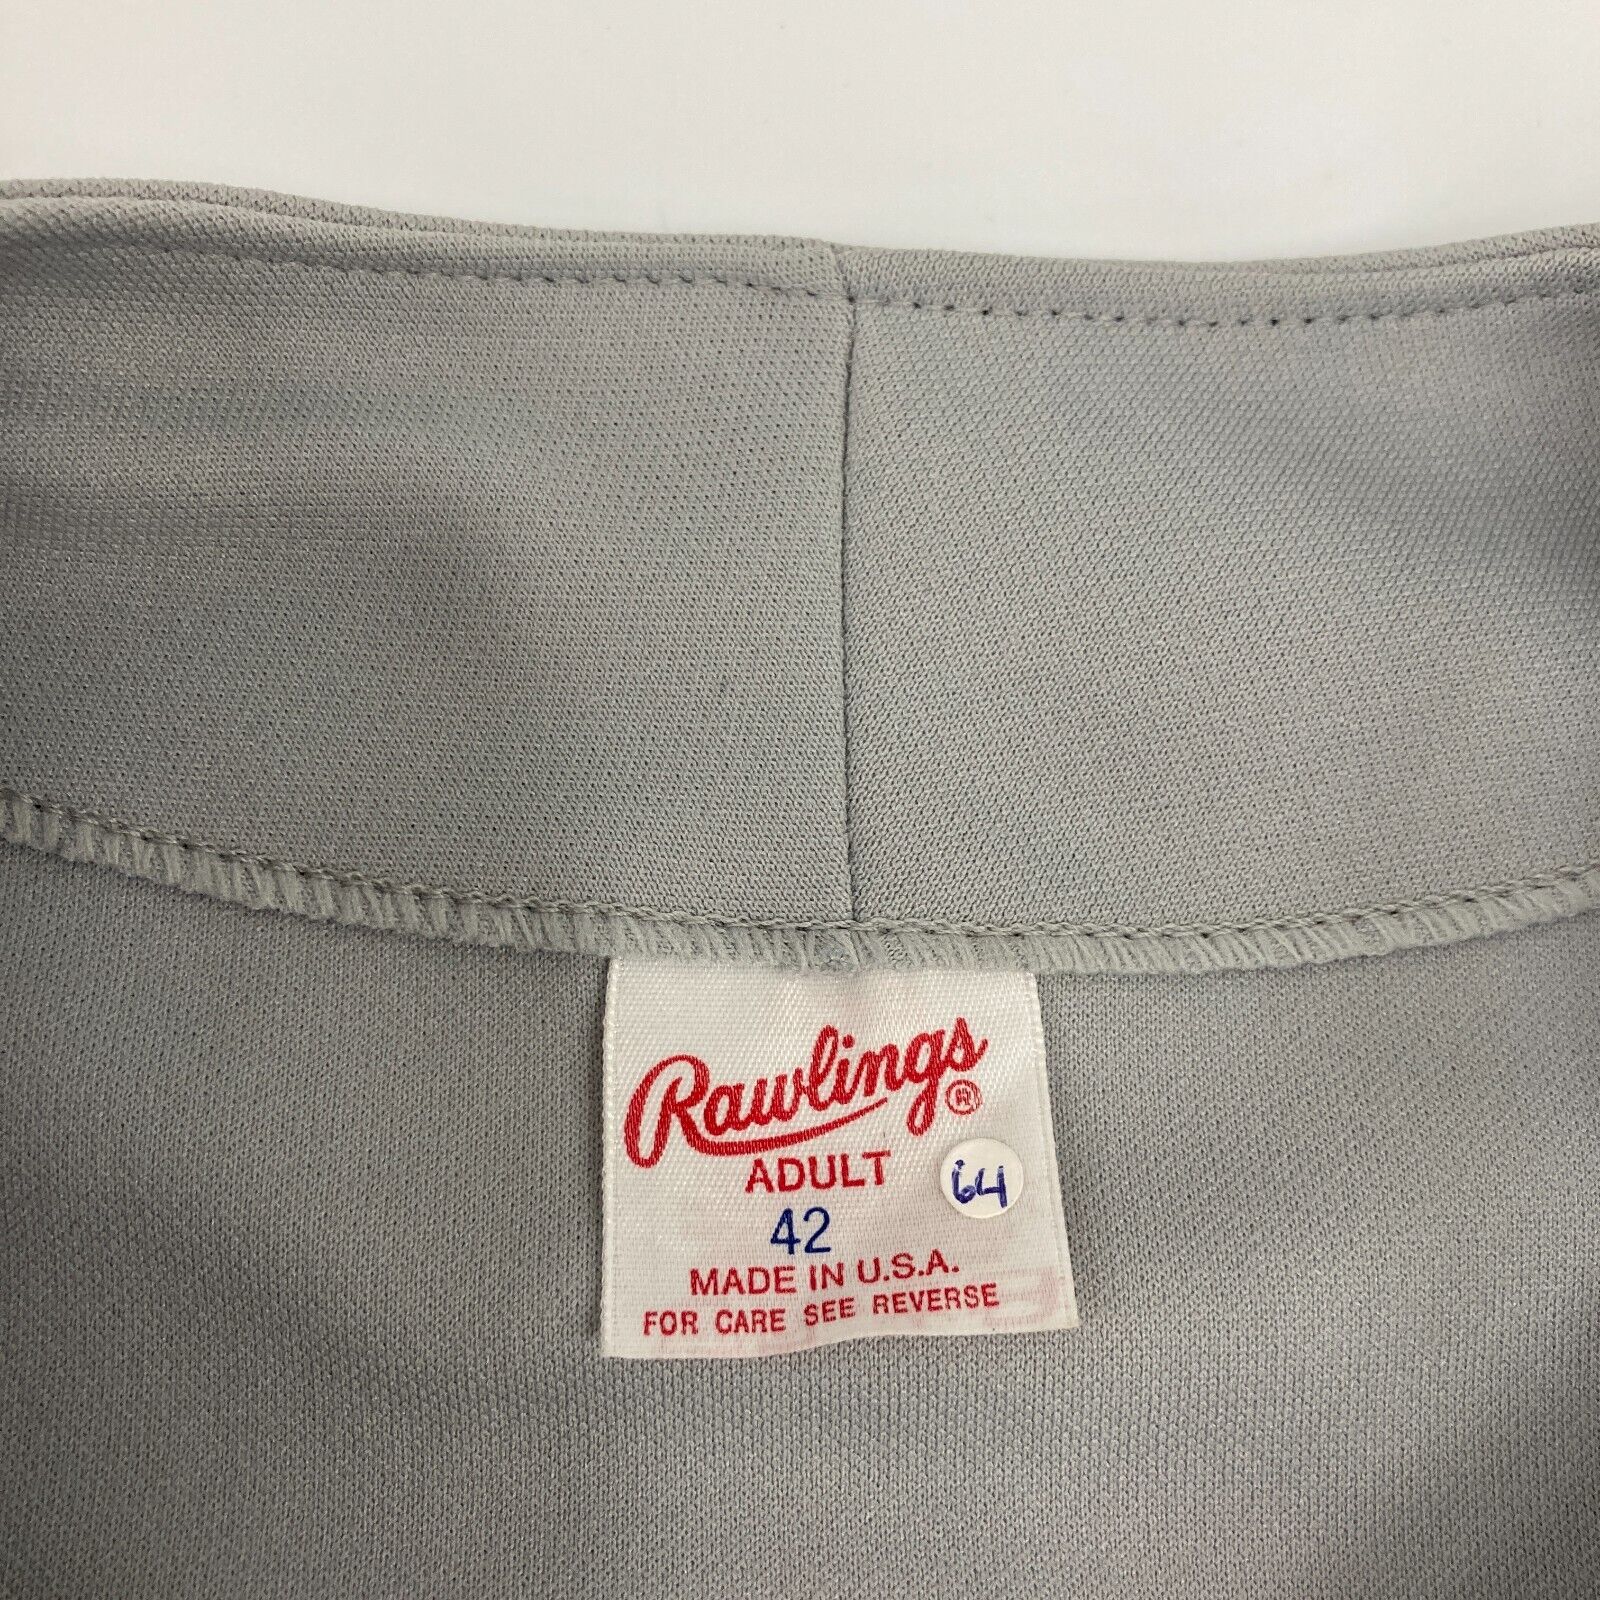 Rawlings ®
ADULT
64
42
MADE IN U.S.A.
FOR CARE SEE REVERSE